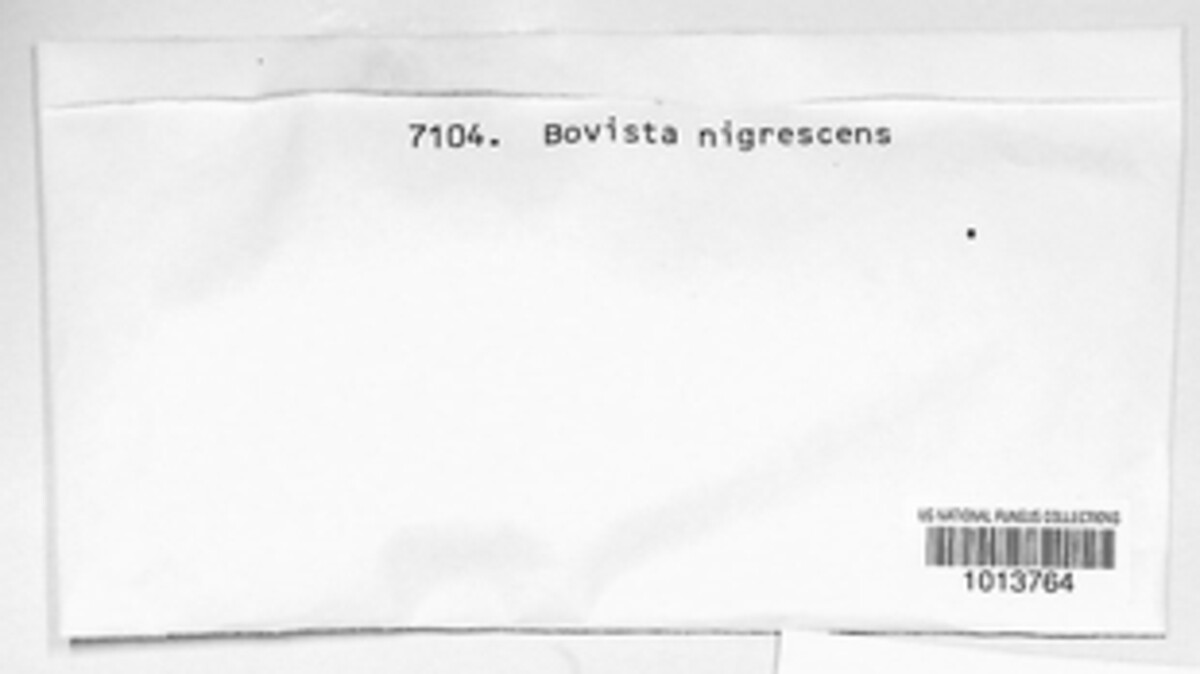 7104. Bovista nigrescens
US NATIONAL FUNGUS COLLECTIONS
1013764